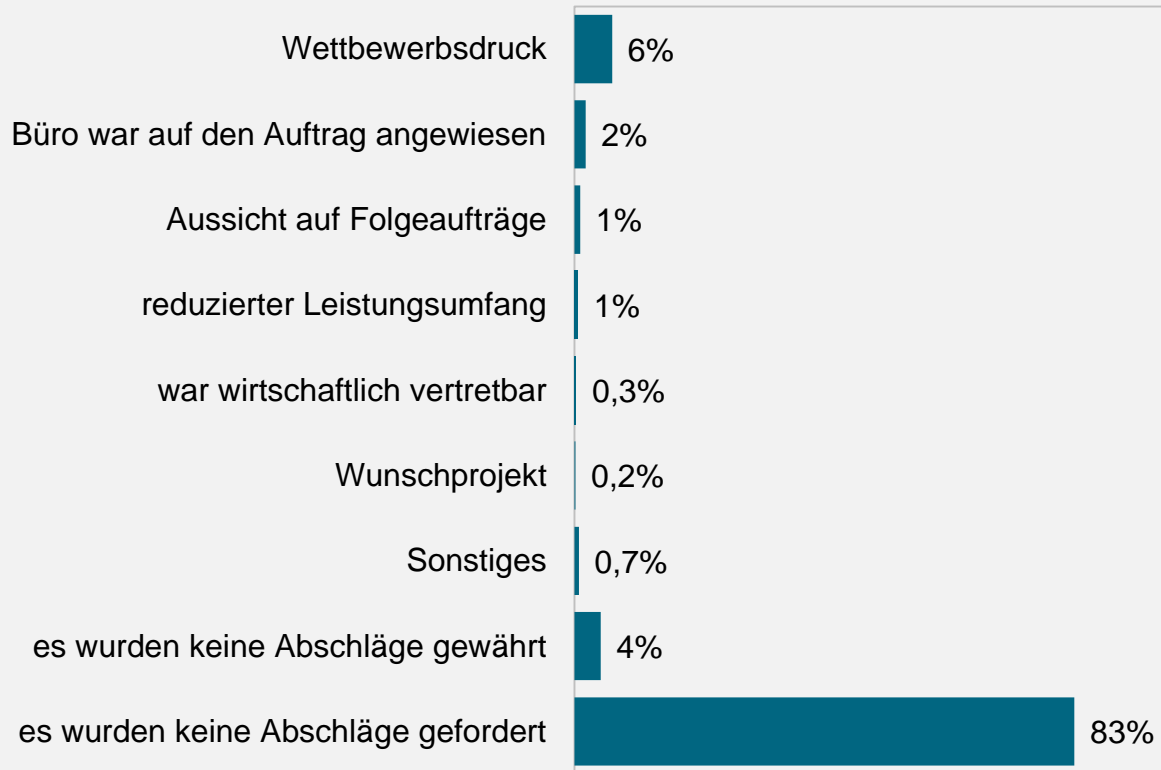 Wettbewerbsdruck 6%
Büro war auf den Auftrag angewiesen 2%
Aussicht auf Folgeaufträge 1%
reduzierter Leistungsumfang 1%
war wirtschaftlich vertretbar 0,3%
Wunschprojekt 0,2%
Sonstiges 0,7%
es wurden keine Abschläge gewährt 4%
es wurden keine Abschläge gefordert 83%